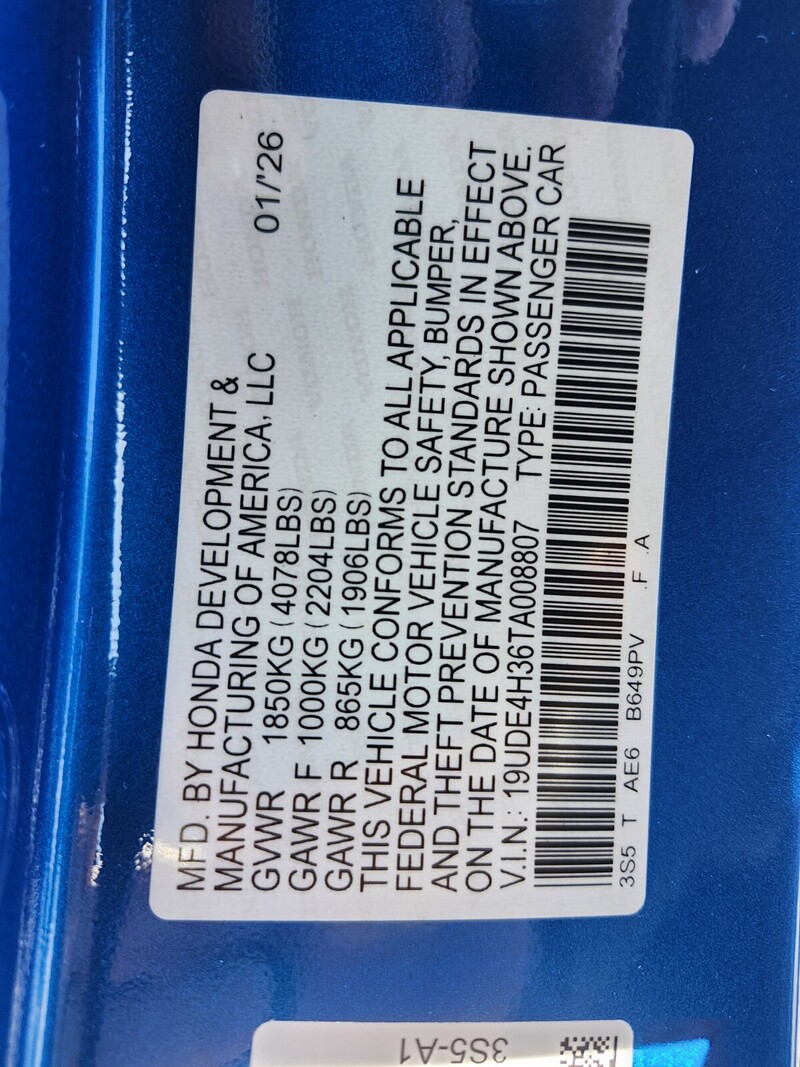 MFD. BY HONDA DEVELOPMENT &
MANUFACTURING OF AMERICA, LLC 01/'26
GVWR 1850KG (4078LBS)
GAWR F 1000KG (2204LBS)
GAWR R 865KG (1906LBS)
THIS VEHICLE CONFORMS TO ALL APPLICABLE
FEDERAL MOTOR VEHICLE SAFETY, BUMPER,
AND THEFT PREVENTION STANDARDS IN EFFECT
ON THE DATE OF MANUFACTURE SHOWN ABOVE.
V.I.N.: 19UDE4H36TA008807 TYPE: PASSENGER CAR
3S5 T AE6 B649PV .F .A
3S5-A1